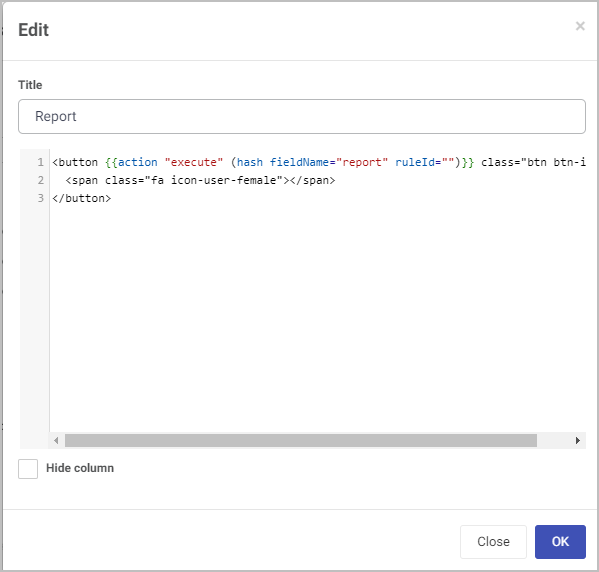 Edit
×
Title
Report
1 <button {{action "execute" (hash fieldName="report" ruleId="")}} class="btn btn-i
2 <span class="fa icon-user-female"></span>
3 </button>
Hide column
Close OK